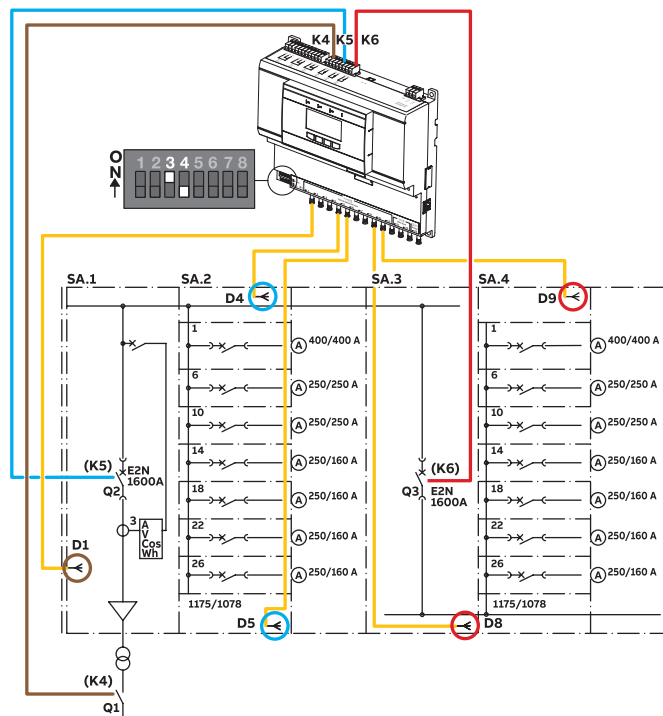 K4 K5 K6
O
N
1 2 3 4 5 6 7 8
SA.1
SA.2
D4
SA.3
SA.4
D9
1
400/400 A
A
6
250/250 A
A
10
250/250 A
A
14
250/160 A
A
18
250/160 A
A
22
250/160 A
A
26
250/160 A
A
1175/1078
(K5)
E2N
1600A
Q2
3
A
V
Cos
Wh
D1
D5
(K4)
Q1
(K6)
Q3
E2N
1600A
1
400/400 A
A
6
250/250 A
A
10
250/250 A
A
14
250/160 A
A
18
250/160 A
A
22
250/160 A
A
26
250/160 A
A
1175/1078
D8